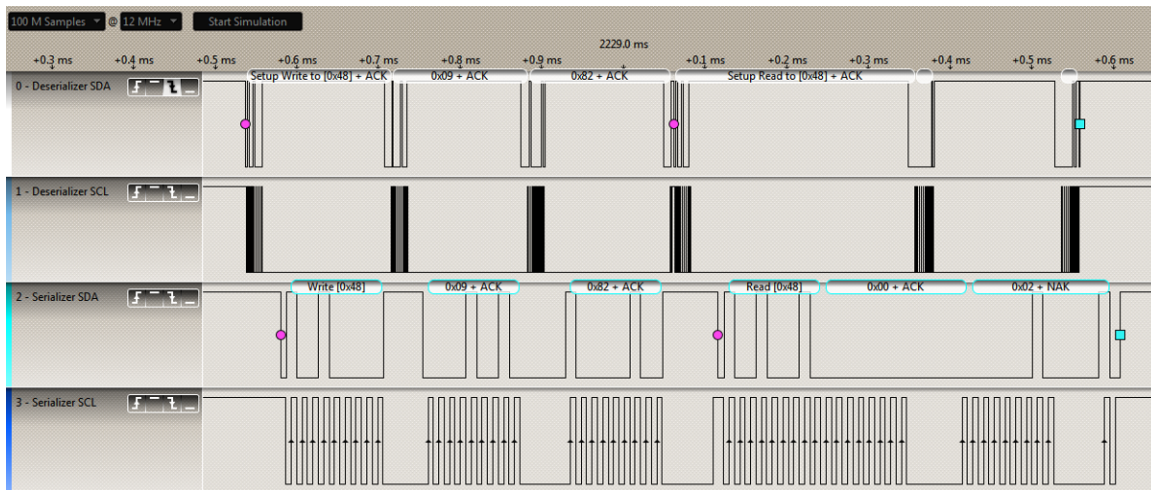 100 M Samples @ 12 MHz Start Simulation
2229.0 ms
+0.3 ms +0.4 ms +0.5 ms +0.6 ms +0.7 ms +0.8 ms +0.9 ms +0.1 ms +0.2 ms +0.3 ms +0.4 ms +0.5 ms +0.6 ms
Setup Write to [0x48] + ACK 0x09 + ACK 0x82 + ACK Setup Read to [0x48] + ACK
0 - Deserializer SDA
1 - Deserializer SCL
Write [0x48] 0x09 + ACK 0x82 + ACK Read [0x48] 0x00 + ACK 0x02 + NAK
2 - Serializer SDA
3 - Serializer SCL